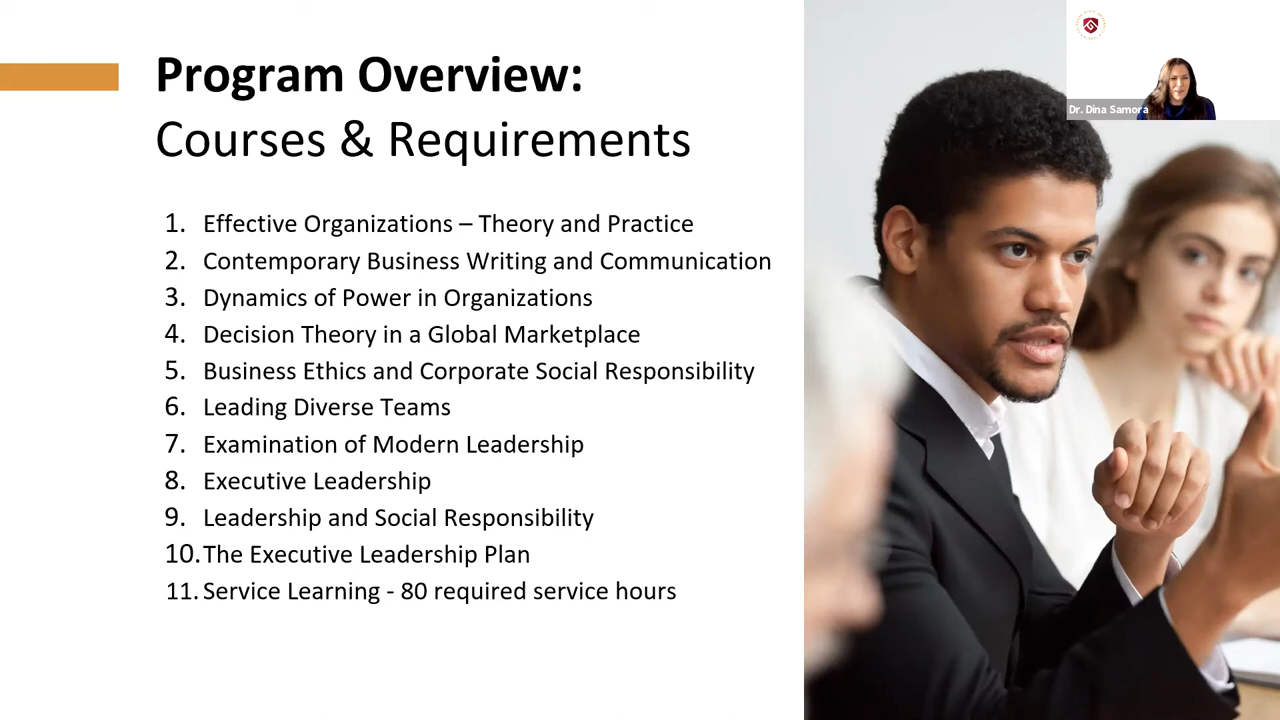 Program Overview:
Courses & Requirements
1. Effective Organizations – Theory and Practice
2. Contemporary Business Writing and Communication
3. Dynamics of Power in Organizations
4. Decision Theory in a Global Marketplace
5. Business Ethics and Corporate Social Responsibility
6. Leading Diverse Teams
7. Examination of Modern Leadership
8. Executive Leadership
9. Leadership and Social Responsibility
10. The Executive Leadership Plan
11. Service Learning - 80 required service hours
Dr. Dina Samora